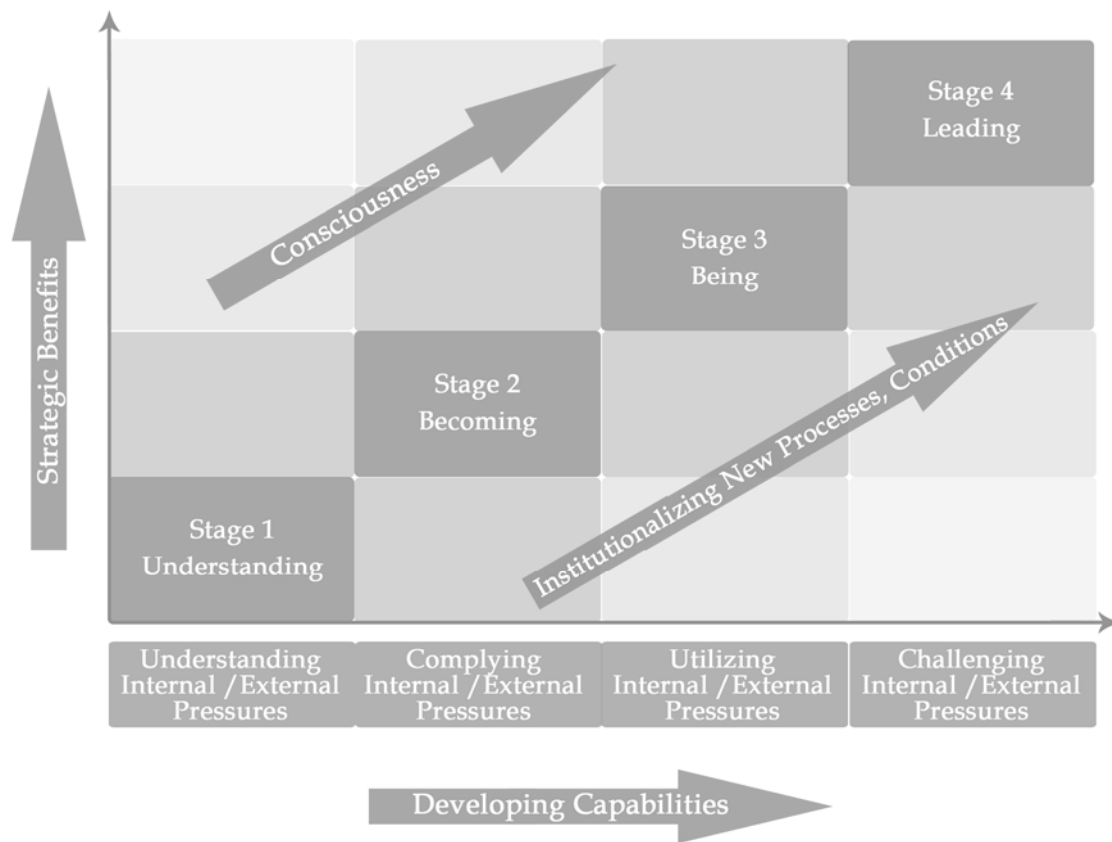 Stage 4
Leading
Consciousness
Stage 3
Being
Strategic Benefits
Stage 2
Becoming
Institutionalizing New Processes, Conditions
Stage 1
Understanding
Understanding
Internal /External
Pressures
Complying
Internal /External
Pressures
Utilizing
Internal /External
Pressures
Challenging
Internal /External
Pressures
Developing Capabilities